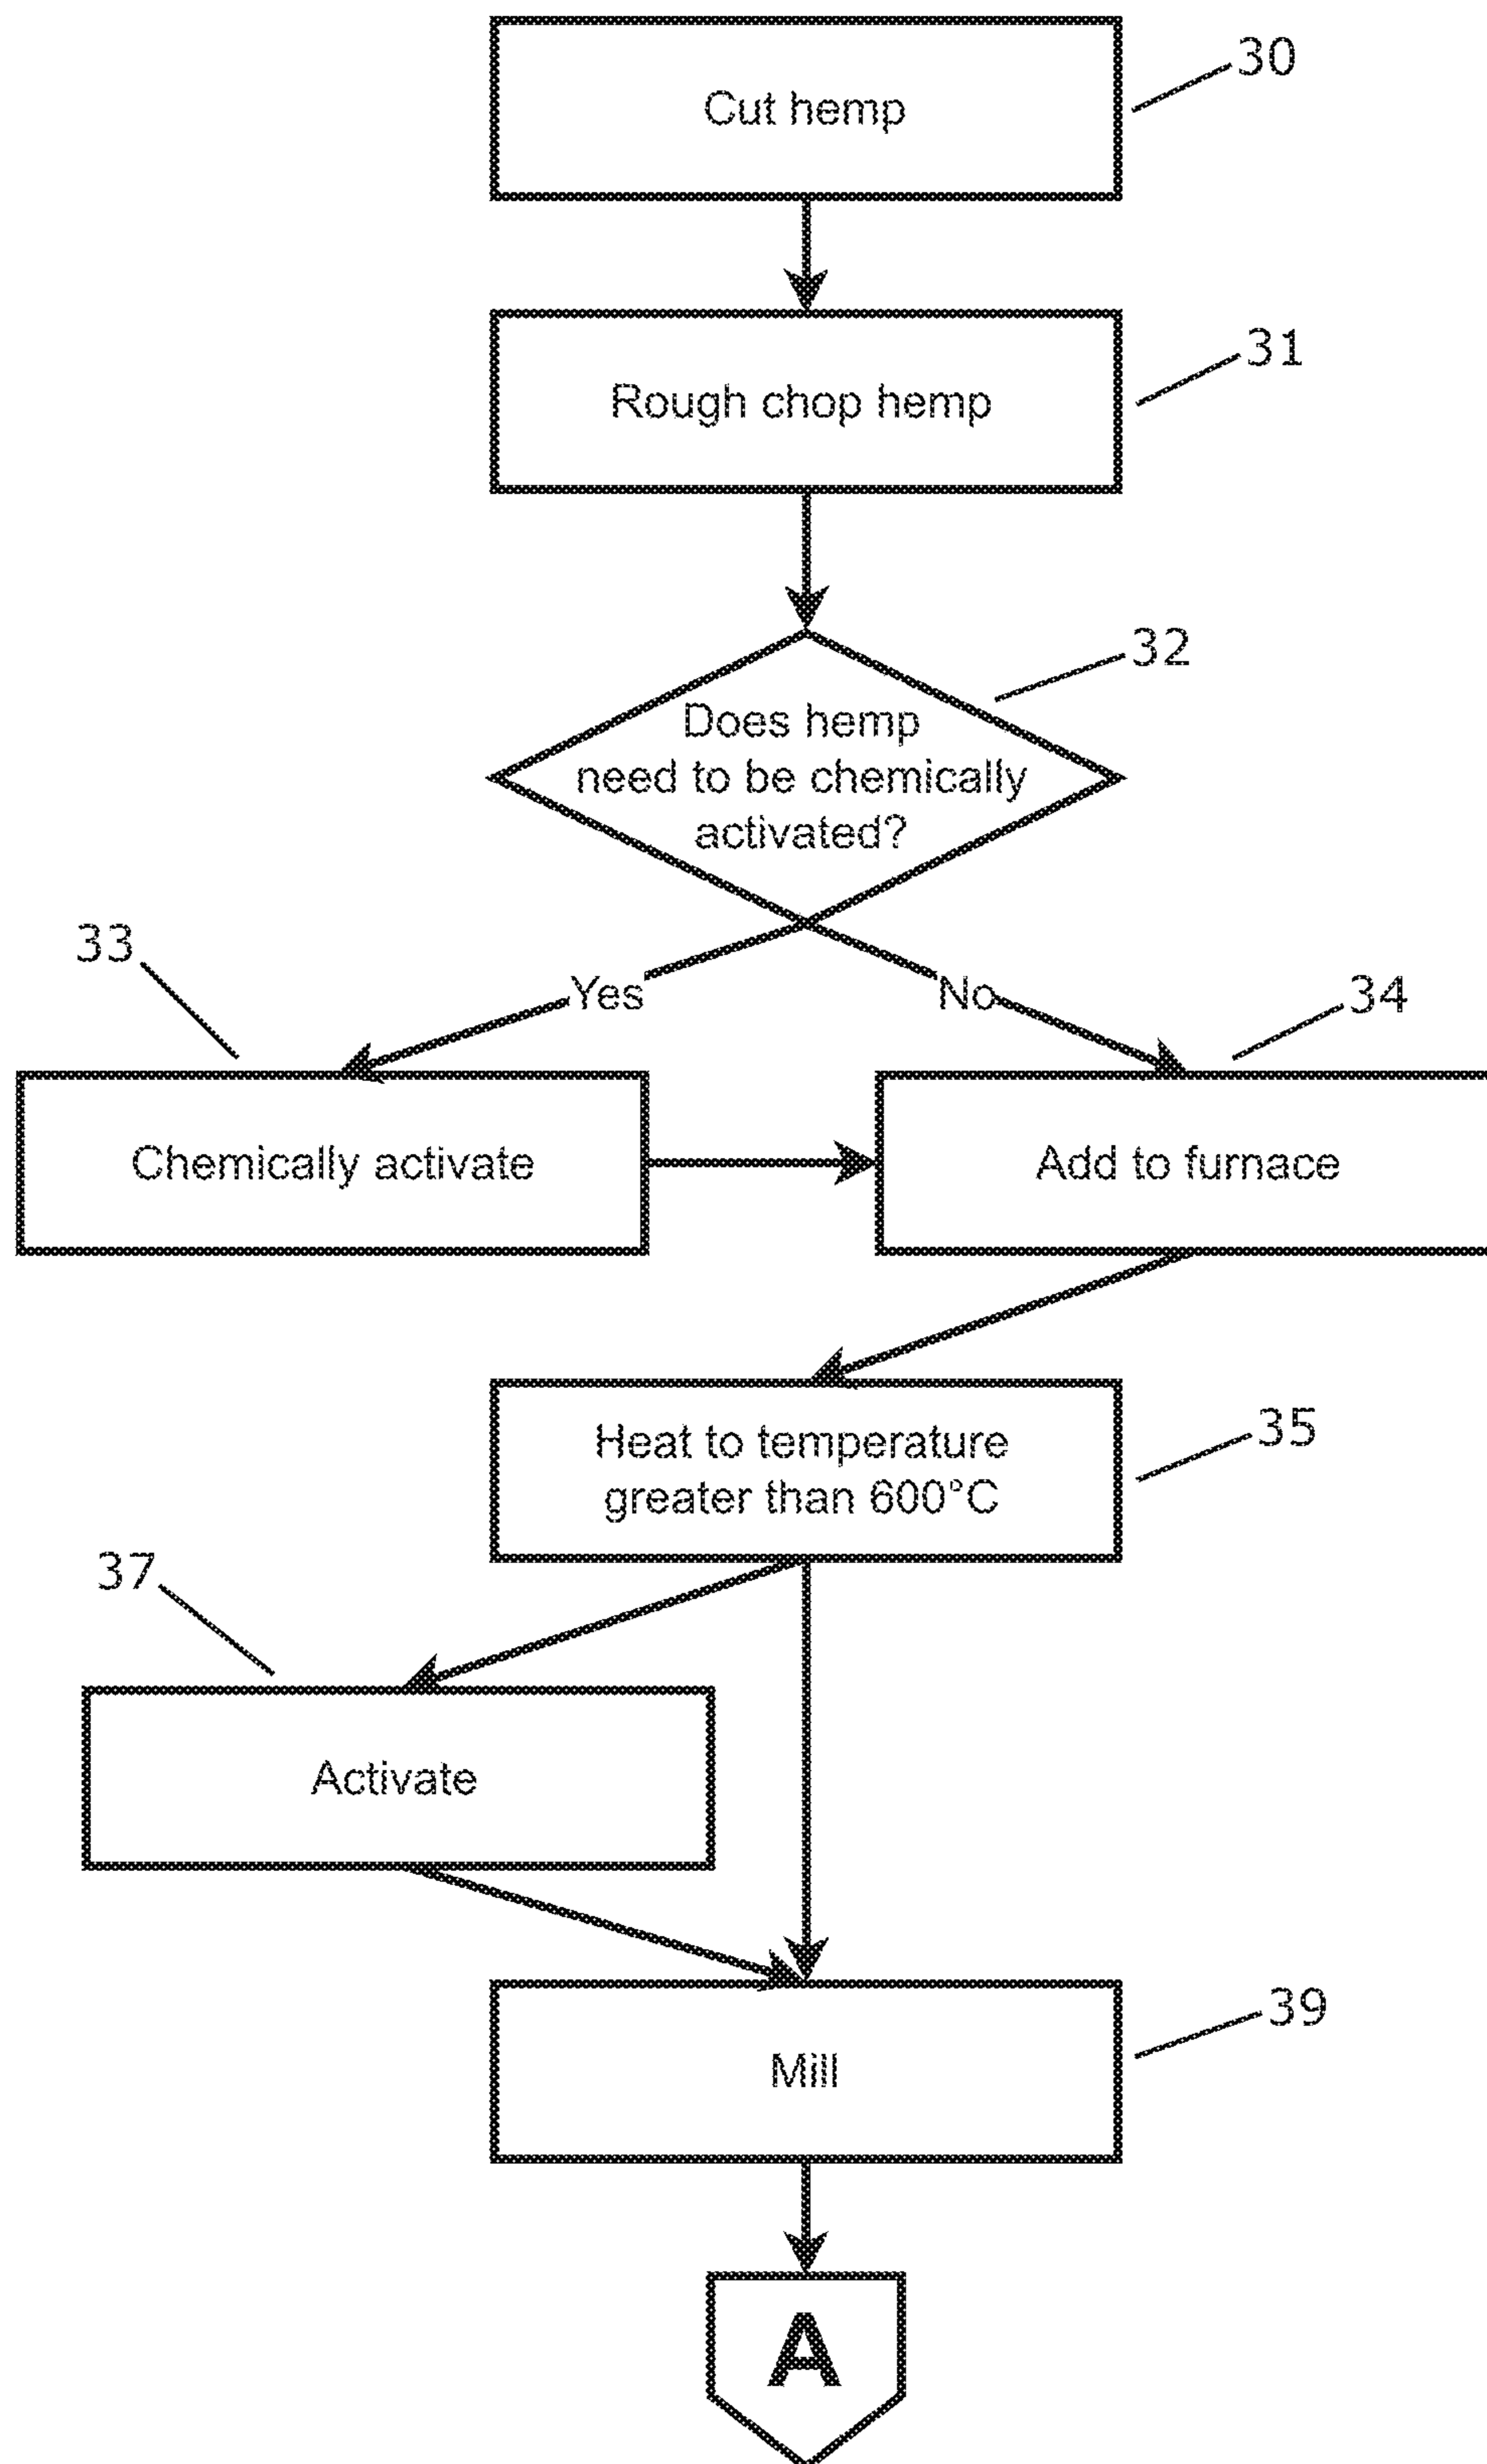 Cut hemp
30
Rough chop hemp
31
32
Does hemp
need to be chemically
activated?
33
Yes
No
34
Chemically activate
Add to furnace
Heat to temperature
greater than 600°C
35
37
Activate
Mill
39
A